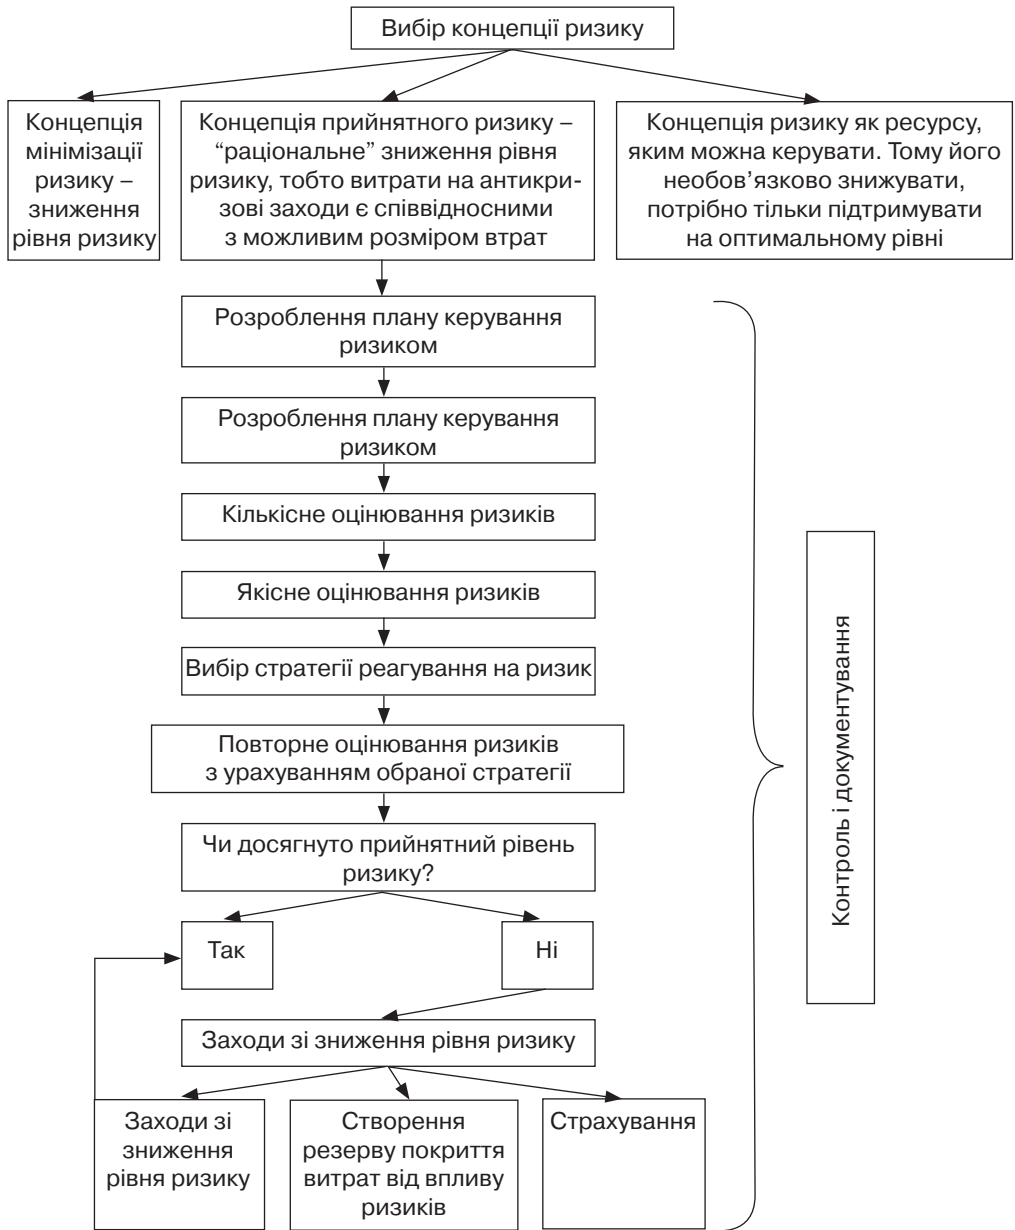 Вибір концепції ризику
Концепція
мінімізації
ризику –
зниження
рівня ризику
Концепція прийнятного ризику –
“раціональне” зниження рівня
ризику, тобто витрати на антикри-
зові заходи є співвідносними
з можливим розміром втрат
Концепція ризику як ресурсу,
яким можна керувати. Тому його
необов’язково знижувати,
потрібно тільки підтримувати
на оптимальному рівні
Розроблення плану керування
ризиком
Розроблення плану керування
ризиком
Кількісне оцінювання ризиків
Якісне оцінювання ризиків
Вибір стратегії реагування на ризик
Повторне оцінювання ризиків
з урахуванням обраної стратегії
Чи досягнуто прийнятний рівень
ризику?
Так
Ні
Заходи зі зниження рівня ризику
Заходи зі
зниження
рівня ризику
Створення
резерву покриття
витрат від впливу
ризиків
Страхування
Контроль і документування